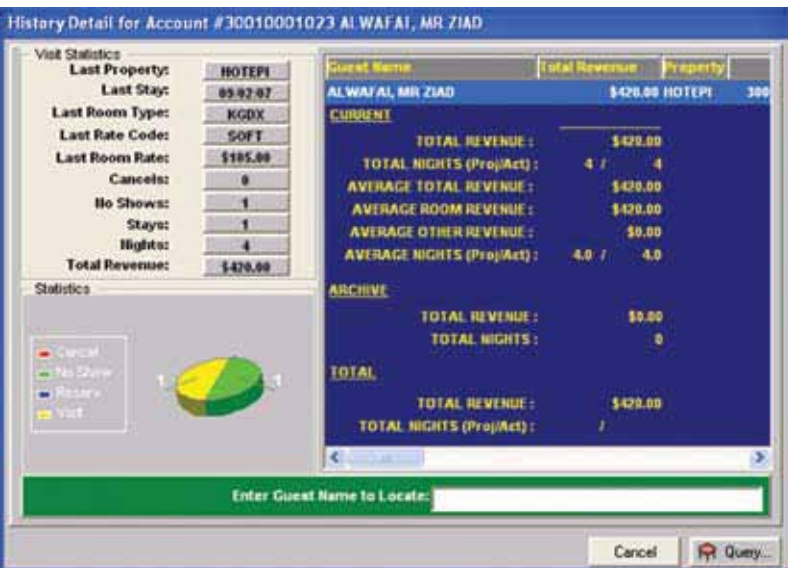 History Detail for Account #30010001023 ALWAFAI, MR ZIAD
Visit Statistics
Last Property: HOTEPI
Last Stay: 09/02/07
Last Room Type: KGDX
Last Rate Code: SOFT
Last Room Rate: $105.00
Cancels: 0
No Shows: 1
Stays: 1
Nights: 4
Total Revenue: $420.00
Statistics
Cancel
No Show
Reserv
Visit
1 1
Guest Name Total Revenue Property
ALWAFAI, MR ZIAD $420.00 HOTEPI 300
CURRENT
TOTAL REVENUE : $420.00
TOTAL NIGHTS (Proj/Act) : 4 / 4
AVERAGE TOTAL REVENUE : $420.00
AVERAGE ROOM REVENUE : $420.00
AVERAGE OTHER REVENUE : $0.00
AVERAGE NIGHTS (Proj/Act) : 4.0 / 4.0
ARCHIVE
TOTAL REVENUE : $0.00
TOTAL NIGHTS : 0
TOTAL
TOTAL REVENUE : $420.00
TOTAL NIGHTS (Proj/Act) : /
Enter Guest Name to Locate:
Cancel Query...